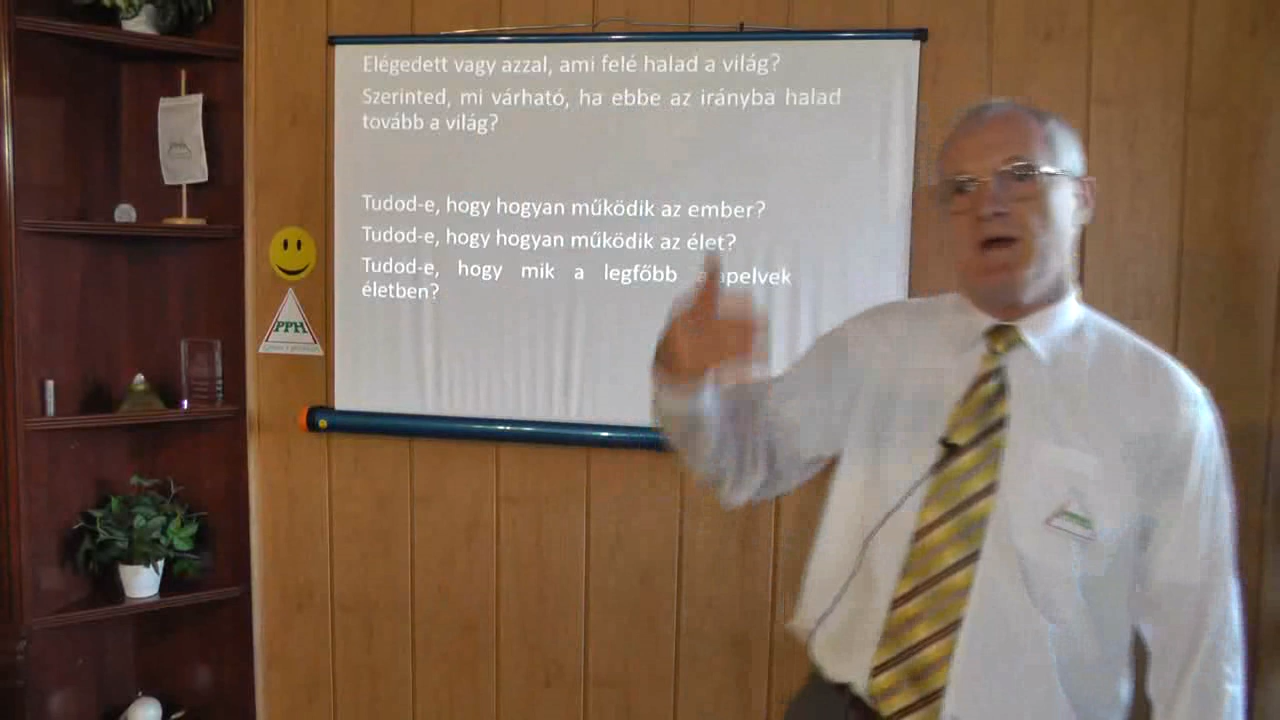 Elégedett vagy azzal, ami felé halad a világ?
Szerinted, mi várható, ha ebbe az irányba halad
tovább a világ?
Tudod-e, hogy hogyan működik az ember?
Tudod-e, hogy hogyan működik az élet?
Tudod-e, hogy mik a legfőbb
életben?
PPH